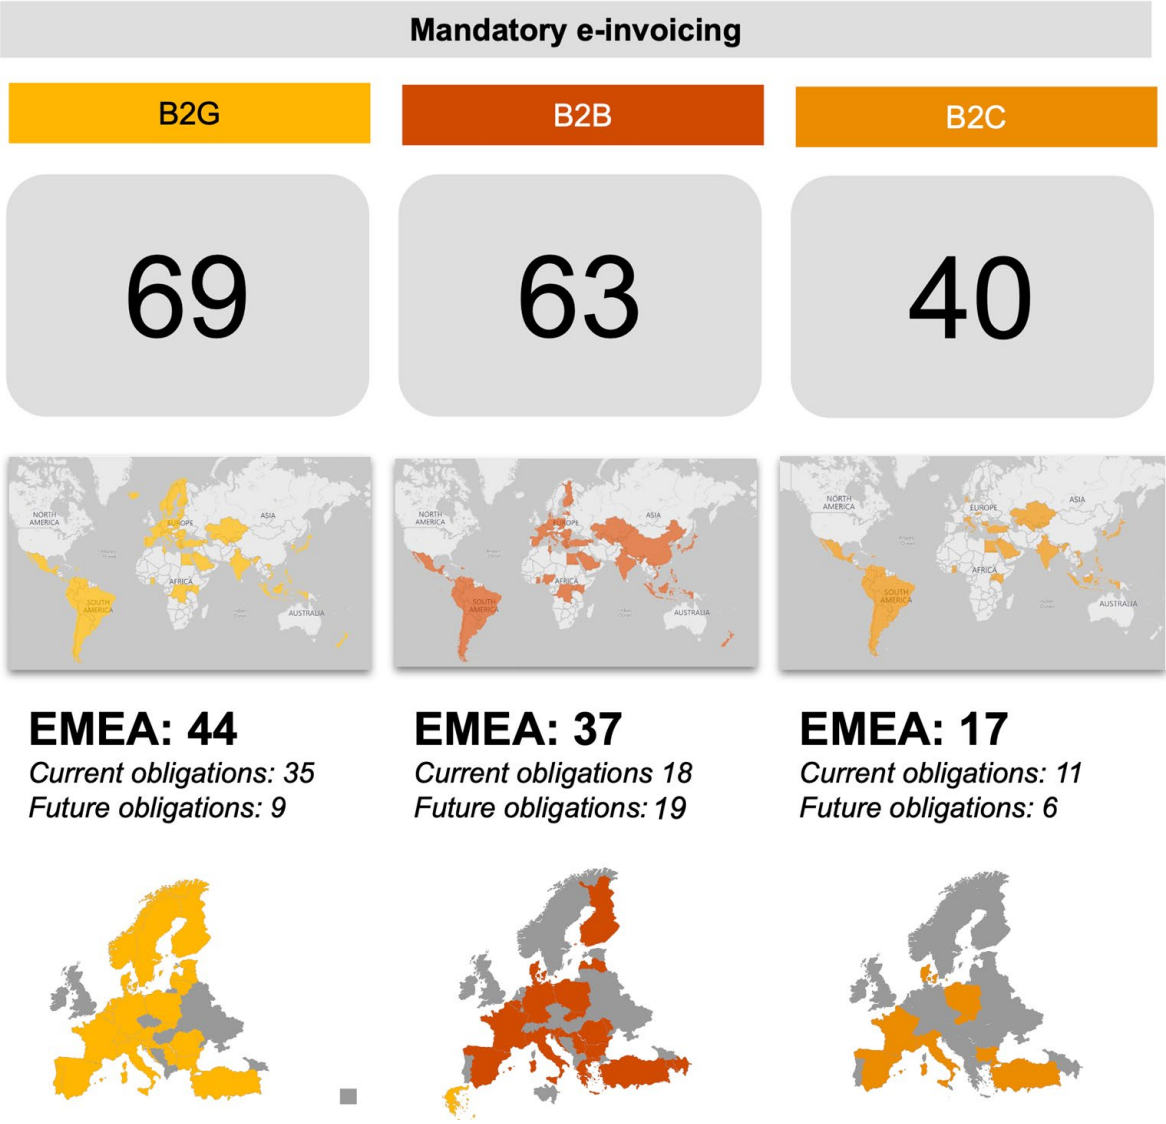 Mandatory e-invoicing
B2G
B2B
B2C
69
63
40
NORTH
AMERICA
EUROPE
ASIA
AFRICA
SOUTH
AMERICA
AUSTRALIA
NORTH
AMERICA
EUROPE
ASIA
AFRICA
SOUTH
AMERICA
AUSTRALIA
NORTH
AMERICA
EUROPE
ASIA
AFRICA
SOUTH
AMERICA
AUSTRALIA
EMEA: 44
Current obligations: 35
Future obligations: 9
EMEA: 37
Current obligations 18
Future obligations: 19
EMEA: 17
Current obligations: 11
Future obligations: 6